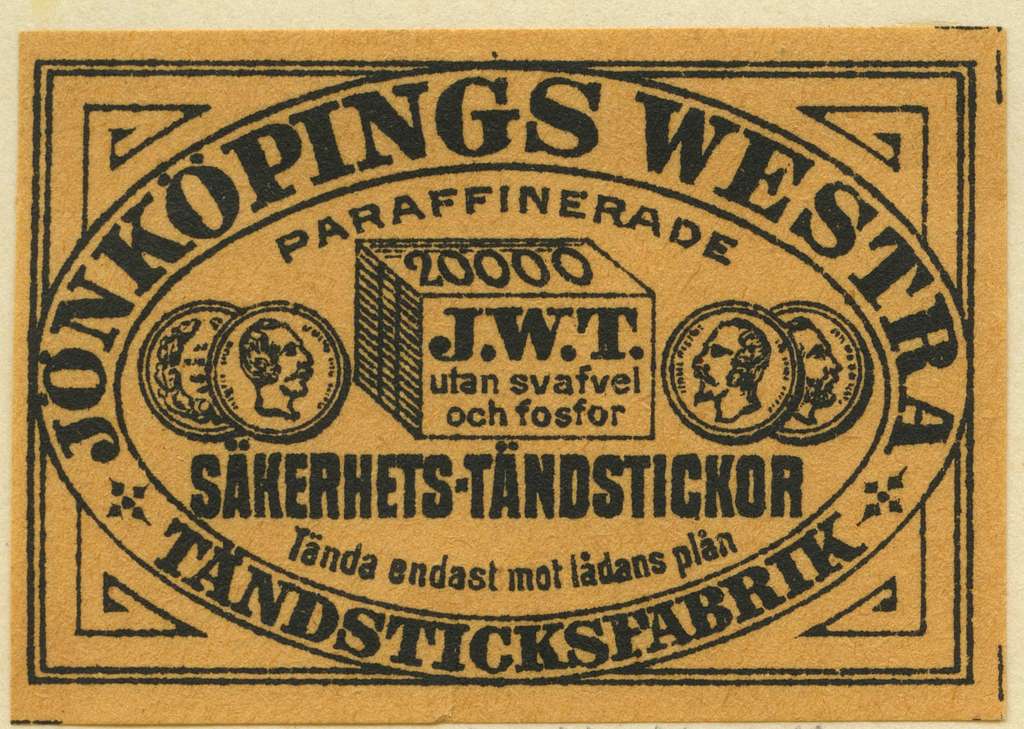 JÖNKÖPINGS WESTRA
PARAFFINERADE
20000
J.W.T.
utan svafvel
och fosfor
SÄKERHETS-TÄNDSTICKOR
Tända endast mot lådans plån
TÄNDSTICKSFABRIK